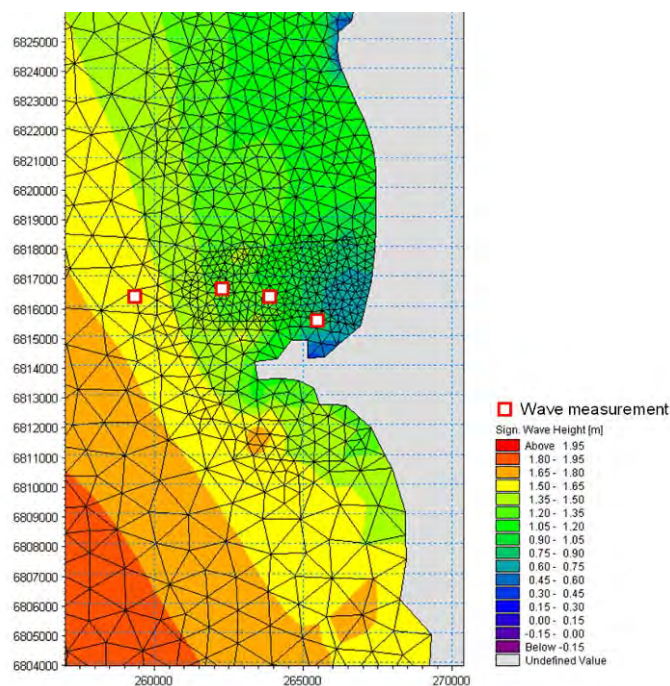 6825000
6824000
6823000
6822000
6821000
6820000
6819000
6818000
6817000
6816000
6815000
6814000
6813000
6812000
6811000
6810000
6809000
6808000
6807000
6806000
6805000
6804000
260000 265000 270000
Wave measurement
Sign. Wave Height [m]
Above 1.95
1.80 - 1.95
1.65 - 1.80
1.50 - 1.65
1.35 - 1.50
1.20 - 1.35
1.05 - 1.20
0.90 - 1.05
0.75 - 0.90
0.60 - 0.75
0.45 - 0.60
0.30 - 0.45
0.15 - 0.30
0.00 - 0.15
-0.15 - 0.00
Below -0.15
Undefined Value